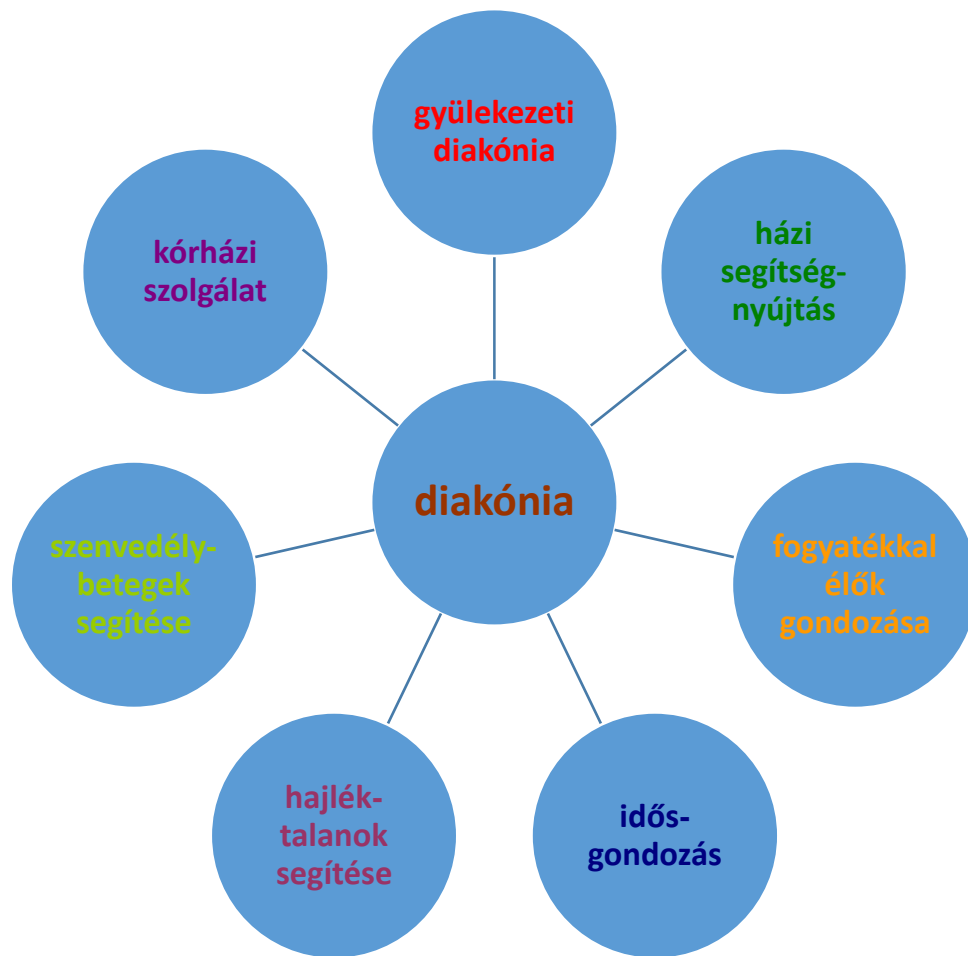 gyülekezeti
diakónia
házi
segítség-
nyújtás
fogyatékkal
élők
gondozása
idős-
gondozás
hajlék-
talanok
segítése
szenvedély-
betegek
segítése
kórházi
szolgálat
diakónia